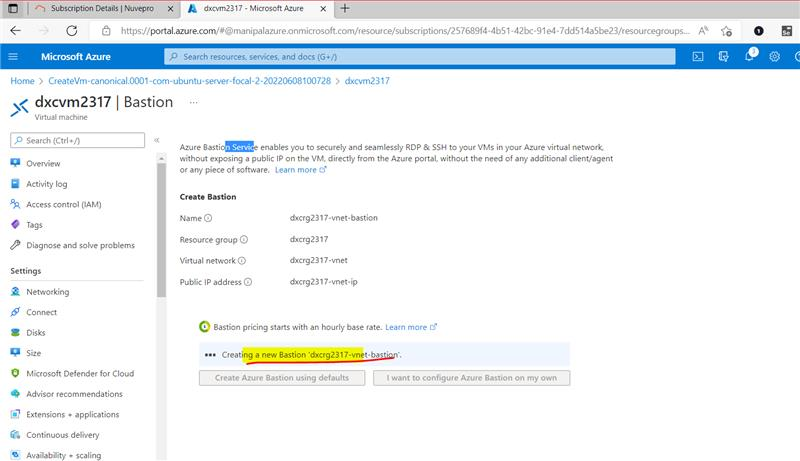 Subscription Details | Nuvepro
dxcvm2317 - Microsoft Azure
https://portal.azure.com/#@manipalazure.onmicrosoft.com/resource/subscriptions/257689f4-4b51-42bc-91e4-7dd514a5be23/resourcegroups...
Microsoft Azure
Search resources, services, and docs (G+/)
Home > CreateVm-canonical.0001-com-ubuntu-server-focal-2-20220608100728 > dxcvm2317
dxcvm2317 | Bastion ...
Virtual machine
Search (Ctrl+/)
Overview
Activity log
Access control (IAM)
Tags
Diagnose and solve problems
Settings
Networking
Connect
Disks
Size
Microsoft Defender for Cloud
Advisor recommendations
Extensions + applications
Continuous delivery
Availability + scaling
Azure Bastion Service enables you to securely and seamlessly RDP & SSH to your VMs in your Azure virtual network,
without exposing a public IP on the VM, directly from the Azure portal, without the need of any additional client/agent
or any piece of software. Learn more
Create Bastion
Name dxcrg2317-vnet-bastion
Resource group dxcrg2317
Virtual network dxcrg2317-vnet
Public IP address dxcrg2317-vnet-ip
Bastion pricing starts with an hourly base rate. Learn more
Creating a new Bastion 'dxcrg2317-vnet-bastion'.
Create Azure Bastion using defaults
I want to configure Azure Bastion on my own